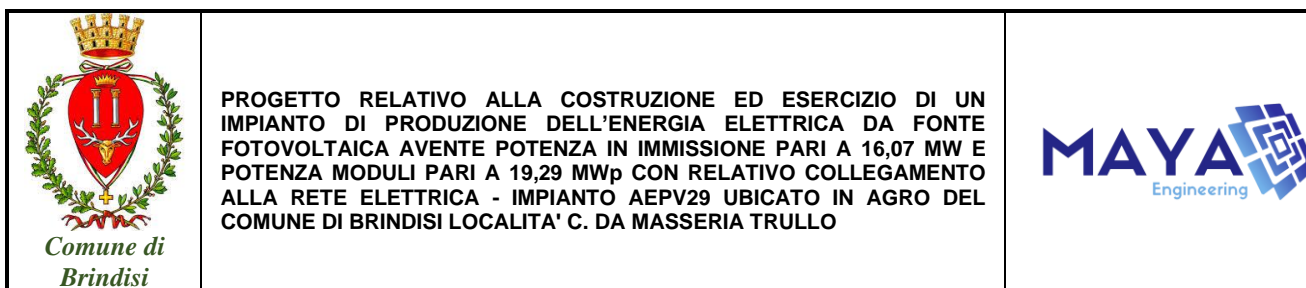 Comune di
Brindisi
PROGETTO RELATIVO ALLA COSTRUZIONE ED ESERCIZIO DI UN
IMPIANTO DI PRODUZIONE DELL'ENERGIA ELETTRICA DA FONTE
FOTOVOLTAICA AVENTE POTENZA IN IMMISSIONE PARI A 16,07 MW E
POTENZA MODULI PARI A 19,29 MWp CON RELATIVO COLLEGAMENTO
ALLA RETE ELETTRICA - IMPIANTO AEPV29 UBICATO IN AGRO DEL
COMUNE DI BRINDISI LOCALITA' C. DA MASSERIA TRULLO
MAYA
Engineering